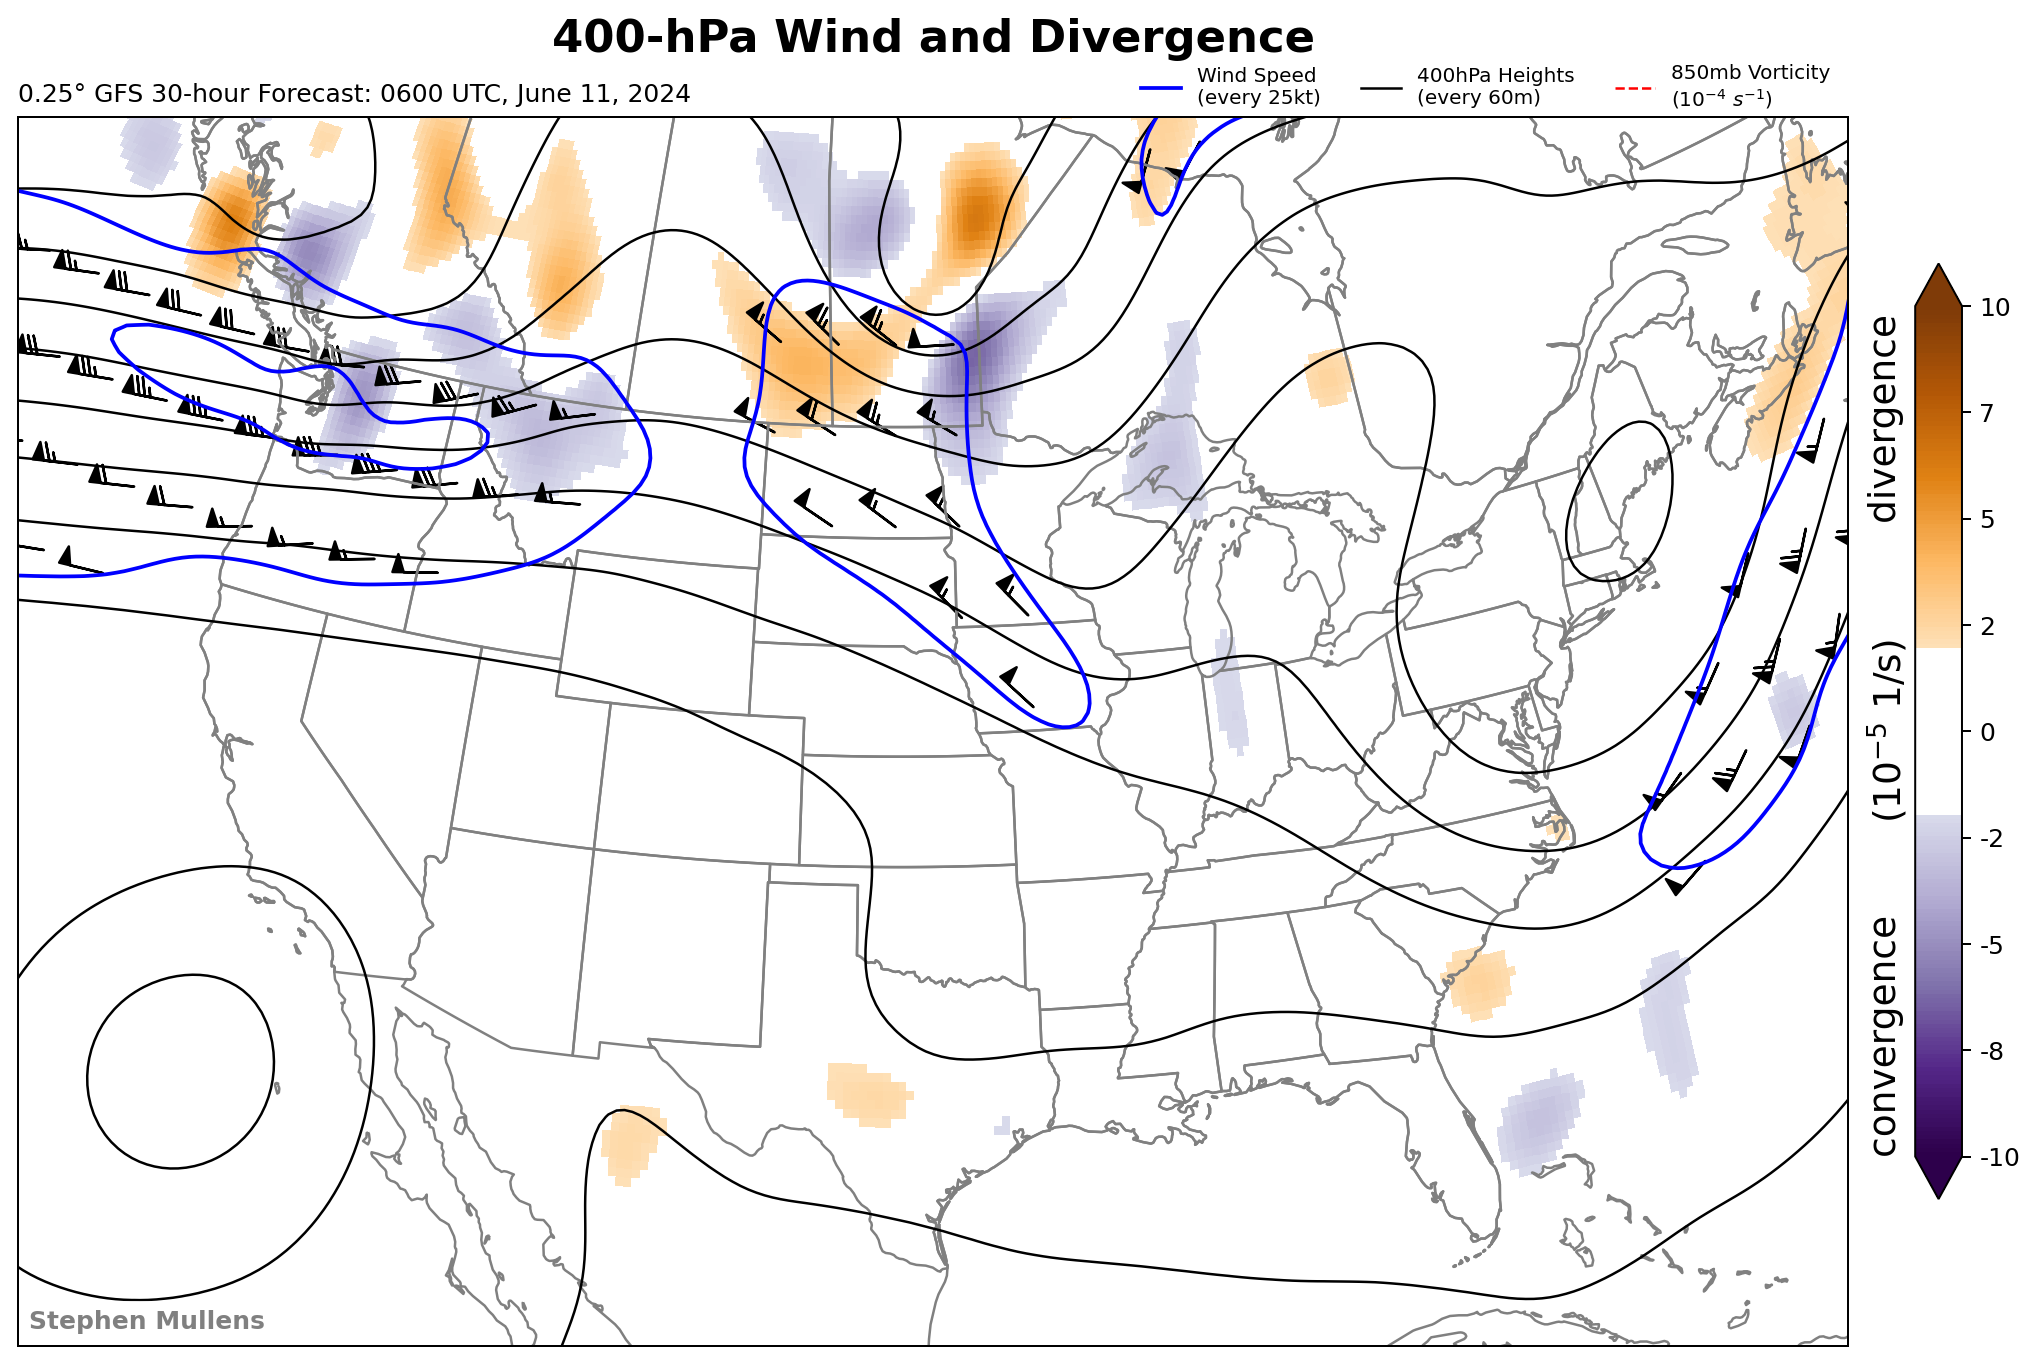 400-hPa Wind and Divergence
0.25° GFS 30-hour Forecast: 0600 UTC, June 11, 2024
Wind Speed
(every 25kt)
400hPa Heights
(every 60m)
850mb Vorticity
(10⁻⁴ s⁻¹)
10
7
5
2
0
-2
-5
-8
-10
convergence (10⁻⁵ 1/s) divergence
Stephen Mullens